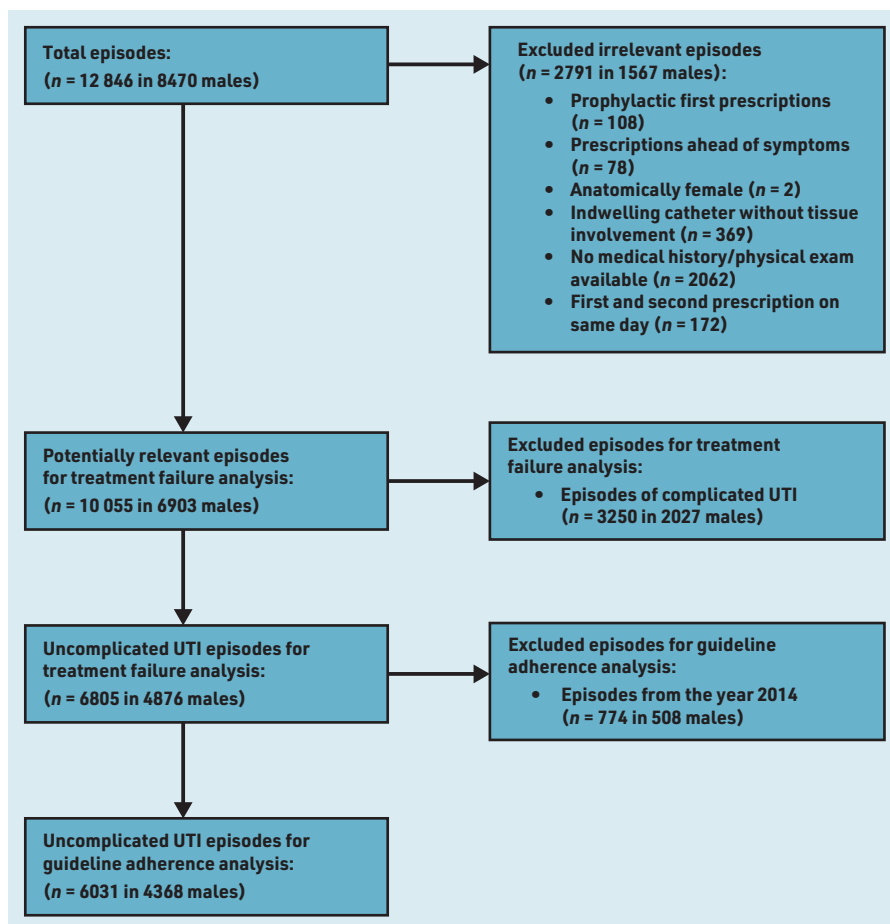 Total episodes:
(n = 12 846 in 8470 males)
Excluded irrelevant episodes
(n = 2791 in 1567 males):
• Prophylactic first prescriptions
(n = 108)
• Prescriptions ahead of symptoms
(n = 78)
• Anatomically female (n = 2)
• Indwelling catheter without tissue
involvement (n = 369)
• No medical history/physical exam
available (n = 2062)
• First and second prescription on
same day (n = 172)
Potentially relevant episodes
for treatment failure analysis:
(n = 10 055 in 6903 males)
Excluded episodes for treatment
failure analysis:
• Episodes of complicated UTI
(n = 3250 in 2027 males)
Uncomplicated UTI episodes for
treatment failure analysis:
(n = 6805 in 4876 males)
Excluded episodes for guideline
adherence analysis:
• Episodes from the year 2014
(n = 774 in 508 males)
Uncomplicated UTI episodes for
guideline adherence analysis:
(n = 6031 in 4368 males)